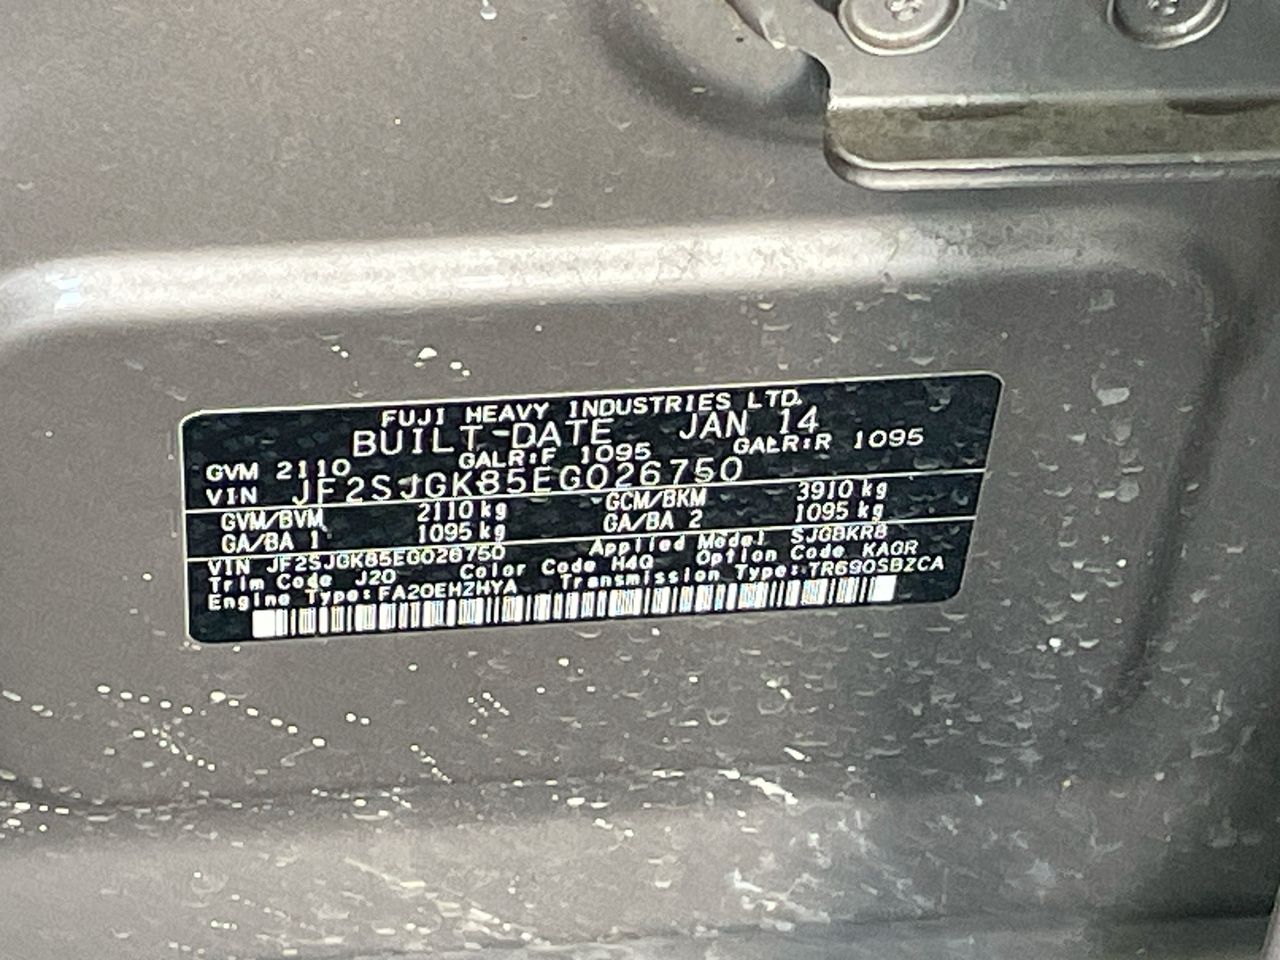 FUJI HEAVY INDUSTRIES LTD.
BUILT-DATE JAN 14
GVM 2110 GALR:F 1095 GALR:R 1095
VIN JF2SJGK85EG026750
GVM/BVM 2110 kg GCM/BKM 3910 kg
GA/BA 1 1095 kg GA/BA 2 1095 kg
VIN JF2SJGK85EG026750 Applied Model SJG8KR8
Trim Code J20 Color Code H4Q Option Code KAGR
Engine Type: FA20EHZHYA Transmission Type: TR690SBZCA